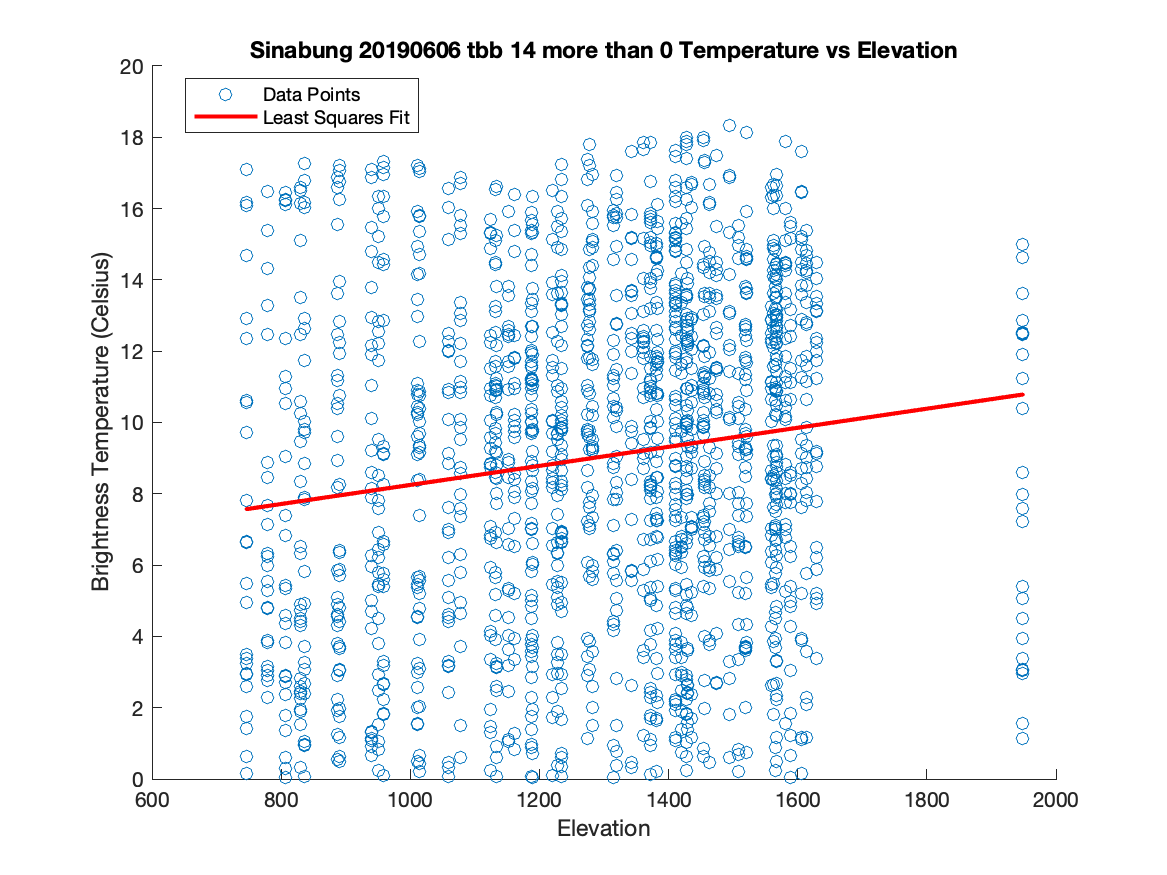 Sinabung 20190606 tbb 14 more than 0 Temperature vs Elevation
Data Points
Least Squares Fit
Brightness Temperature (Celsius)
20
18
16
14
12
10
8
6
4
2
0
600 800 1000 1200 1400 1600 1800 2000
Elevation